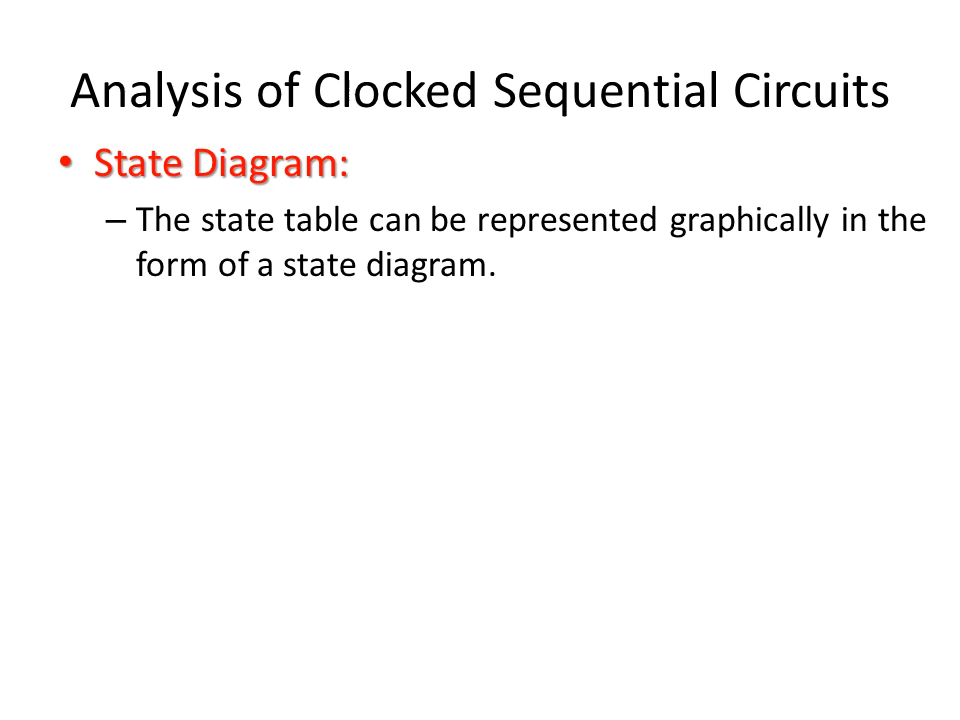 Analysis of Clocked Sequential Circuits
• State Diagram:
– The state table can be represented graphically in the
form of a state diagram.